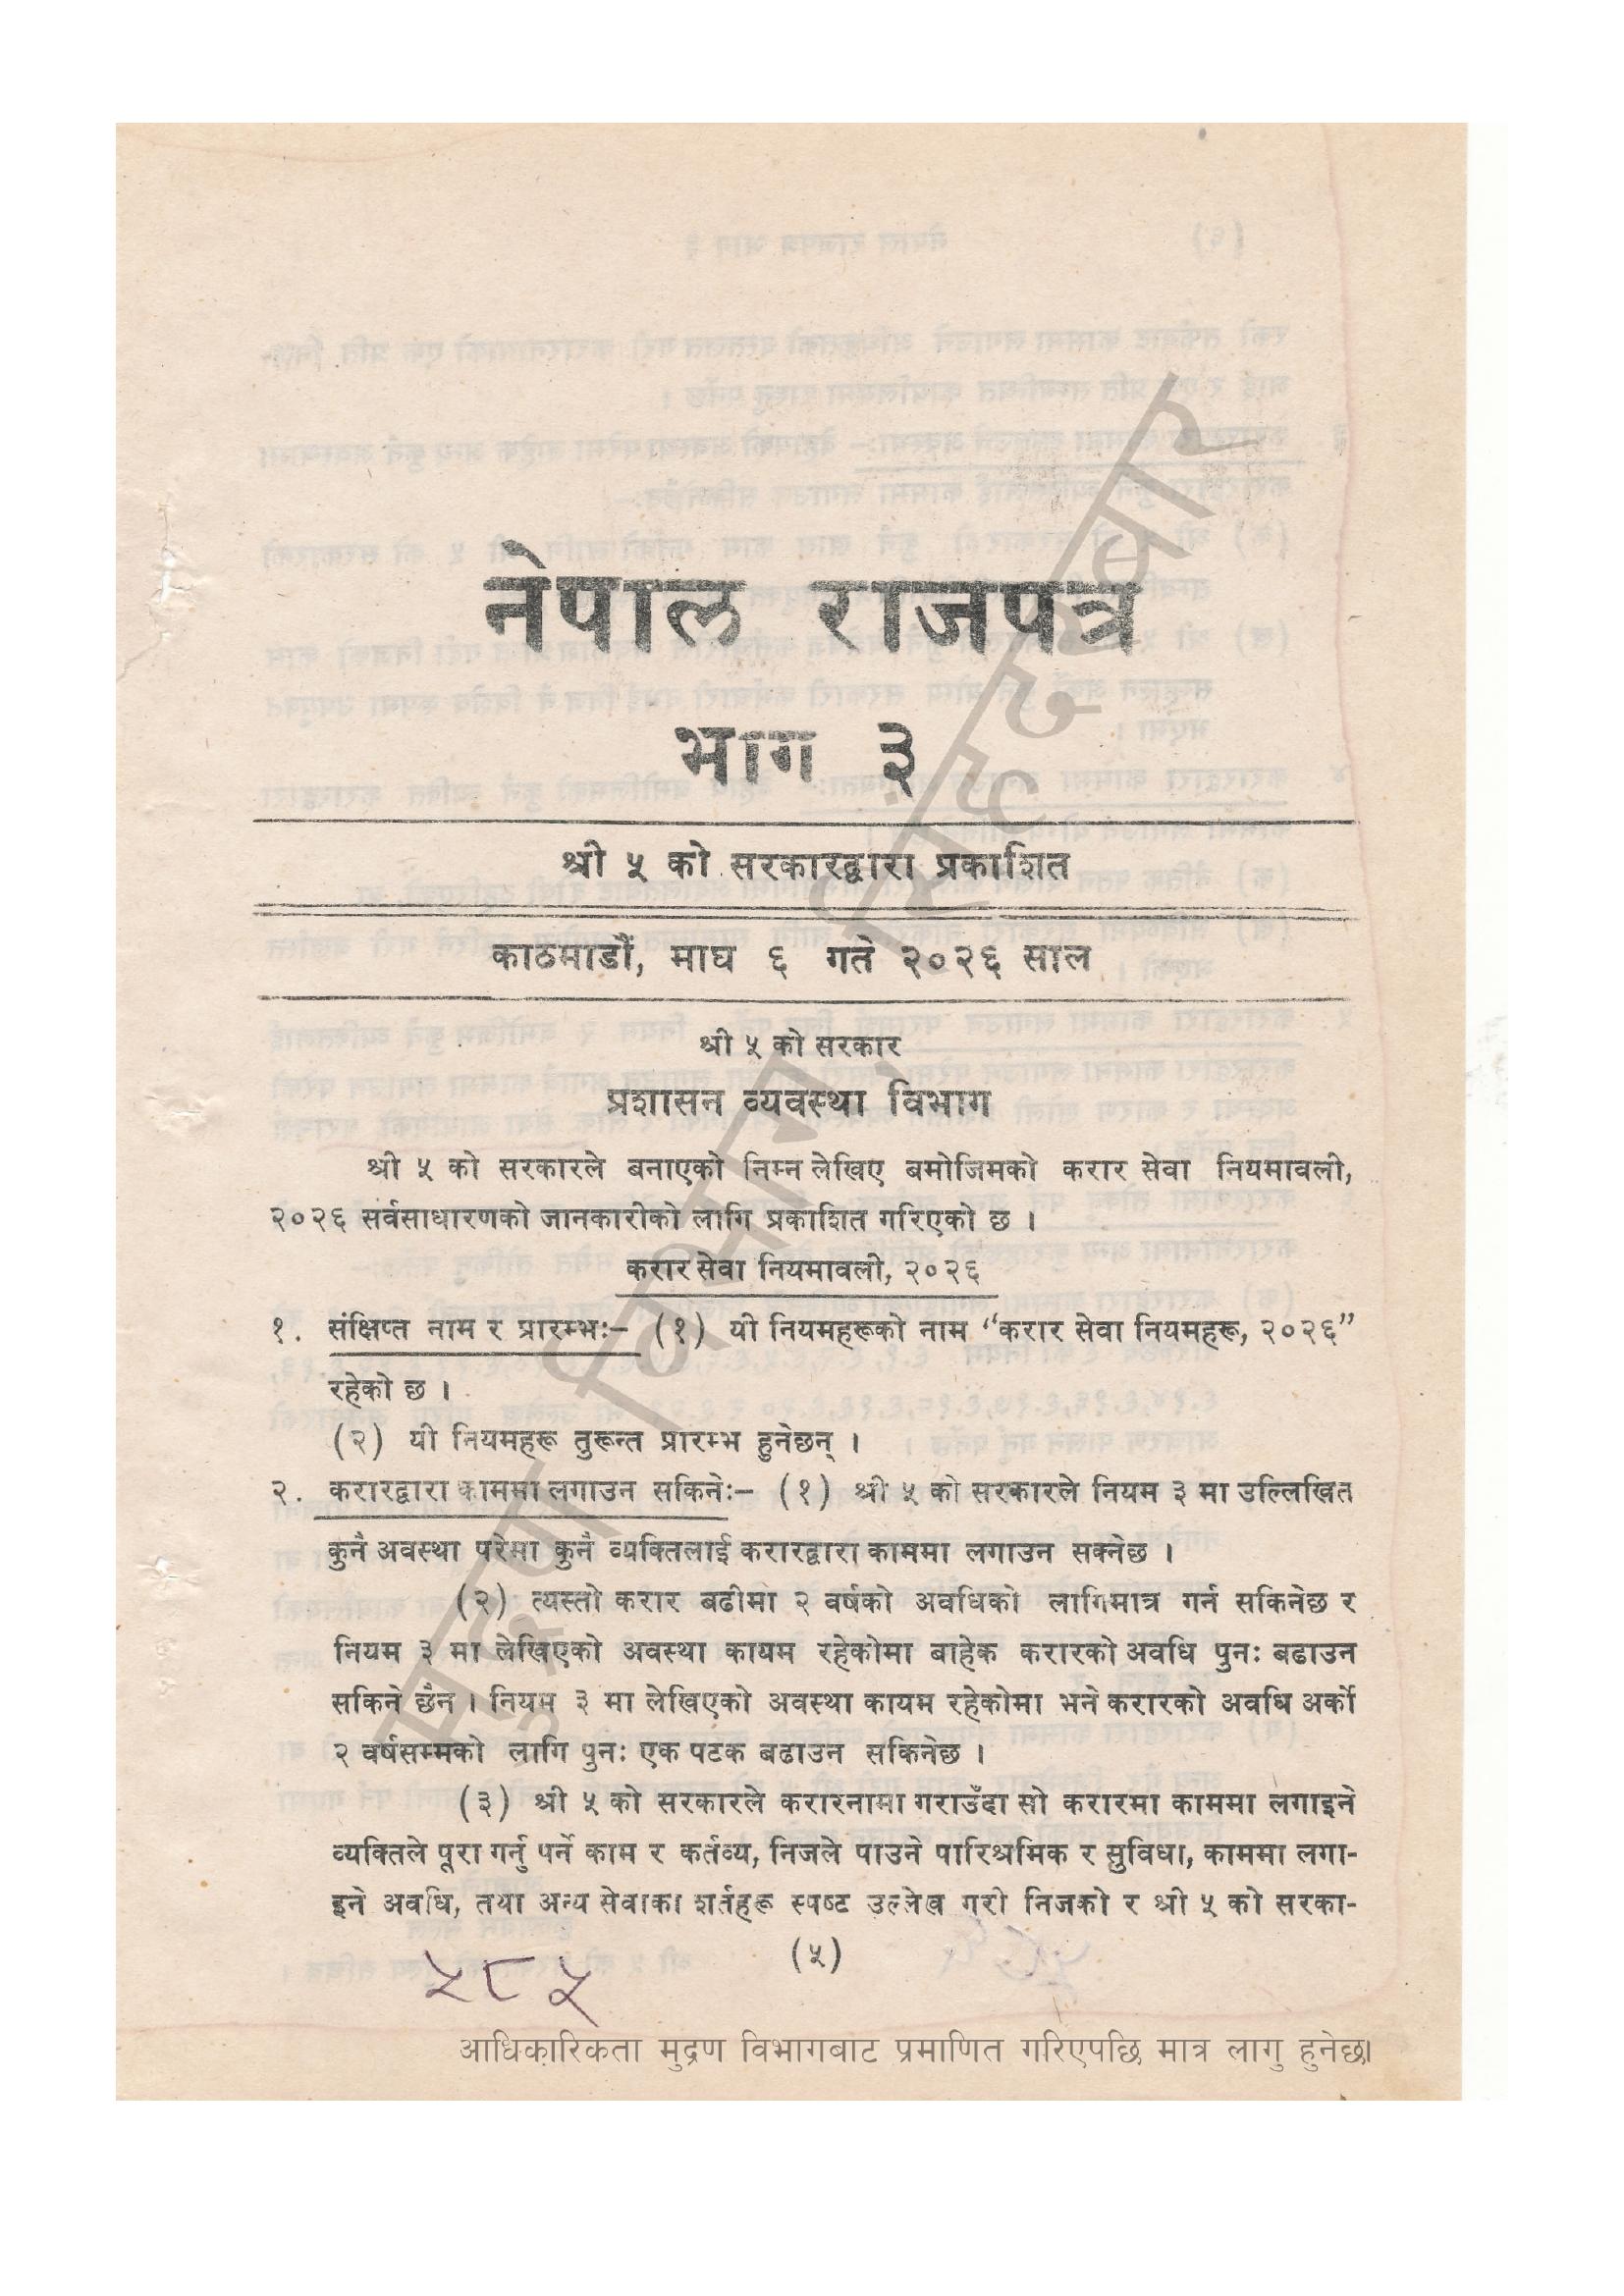 नेपाल राजपत्र
भाग ३
श्री ५ को सरकारद्वारा प्रकाशित
काठमाडौं, माघ ६ गते २०२६ साल
श्री ५ को सरकार
प्रशासन व्यवस्था विभाग
श्री ५ को सरकारले बनाएको निम्न लेखिए बमोजिमको करार सेवा नियमावली,
२०२६ सर्वसाधारणको जानकारीको लागि प्रकाशित गरिएको छ ।
करार सेवा नियमावली, २०२६
१. संक्षिप्त नाम र प्रारम्भः– (१) यी नियमहरूको नाम “करार सेवा नियमहरू, २०२६”
रहेको छ ।
(२) यी नियमहरू तुरून्त प्रारम्भ हुनेछन् ।
२. करारद्वारा काममा लगाउन सकिनेः– (१) श्री ५ को सरकारले नियम ३ मा उल्लिखित
कुनै अवस्था परेमा कुनै व्यक्तिलाई करारद्वारा काममा लगाउन सक्नेछ ।
(२) त्यस्तो करार बढीमा २ वर्षको अवधिको लागिमात्र गर्न सकिनेछ र
नियम ३ मा लेखिएको अवस्था कायम रहेकोमा बाहेक करारको अवधि पुनः बढाउन
सकिने छैन । नियम ३ मा लेखिएको अवस्था कायम रहेकोमा भने करारको अवधि अर्को
२ वर्षसम्मको लागि पुनः एक पटक बढाउन सकिनेछ ।
(३) श्री ५ को सरकारले करारनामा गराउँदा सो करारमा काममा लगाइने
व्यक्तिले पूरा गर्नु पर्ने काम र कर्तव्य, निजले पाउने पारिश्रमिक र सुविधा, काममा लगा-
इने अवधि, तथा अन्य सेवाका शर्तहरू स्पष्ट उल्लेख गरी निजको र श्री ५ को सरका-
(५)
५८५
आधिकारिकता मुद्रण विभागबाट प्रमाणित गरिएपछि मात्र लागु हुनेछ।
मुद्रण विभाग, सिंहदरबार